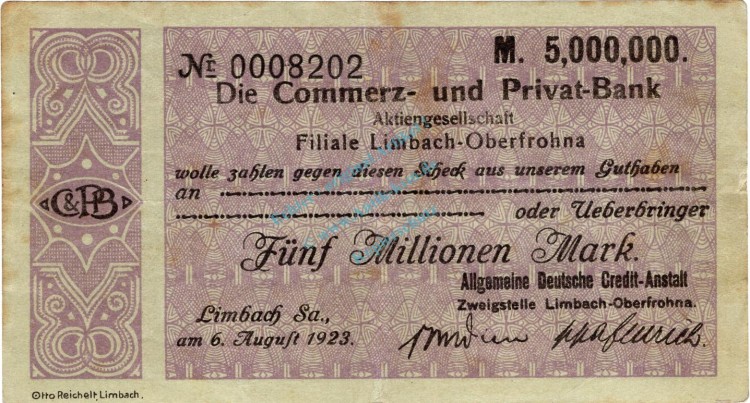 № 0008202
M. 5,000,000.
Die Commerz- und Privat-Bank
Aktiengesellschaft
Filiale Limbach-Oberfrohna
wolle zahlen gegen diesen Scheck aus unserem Guthaben
an
oder Ueberbringer
Fünf Millionen Mark.
Allgemeine Deutsche Credit-Anstalt
Zweigstelle Limbach-Oberfrohna.
Limbach Sa.,
am 6. August 1923.
C&PB
Otto Reichelt, Limbach.